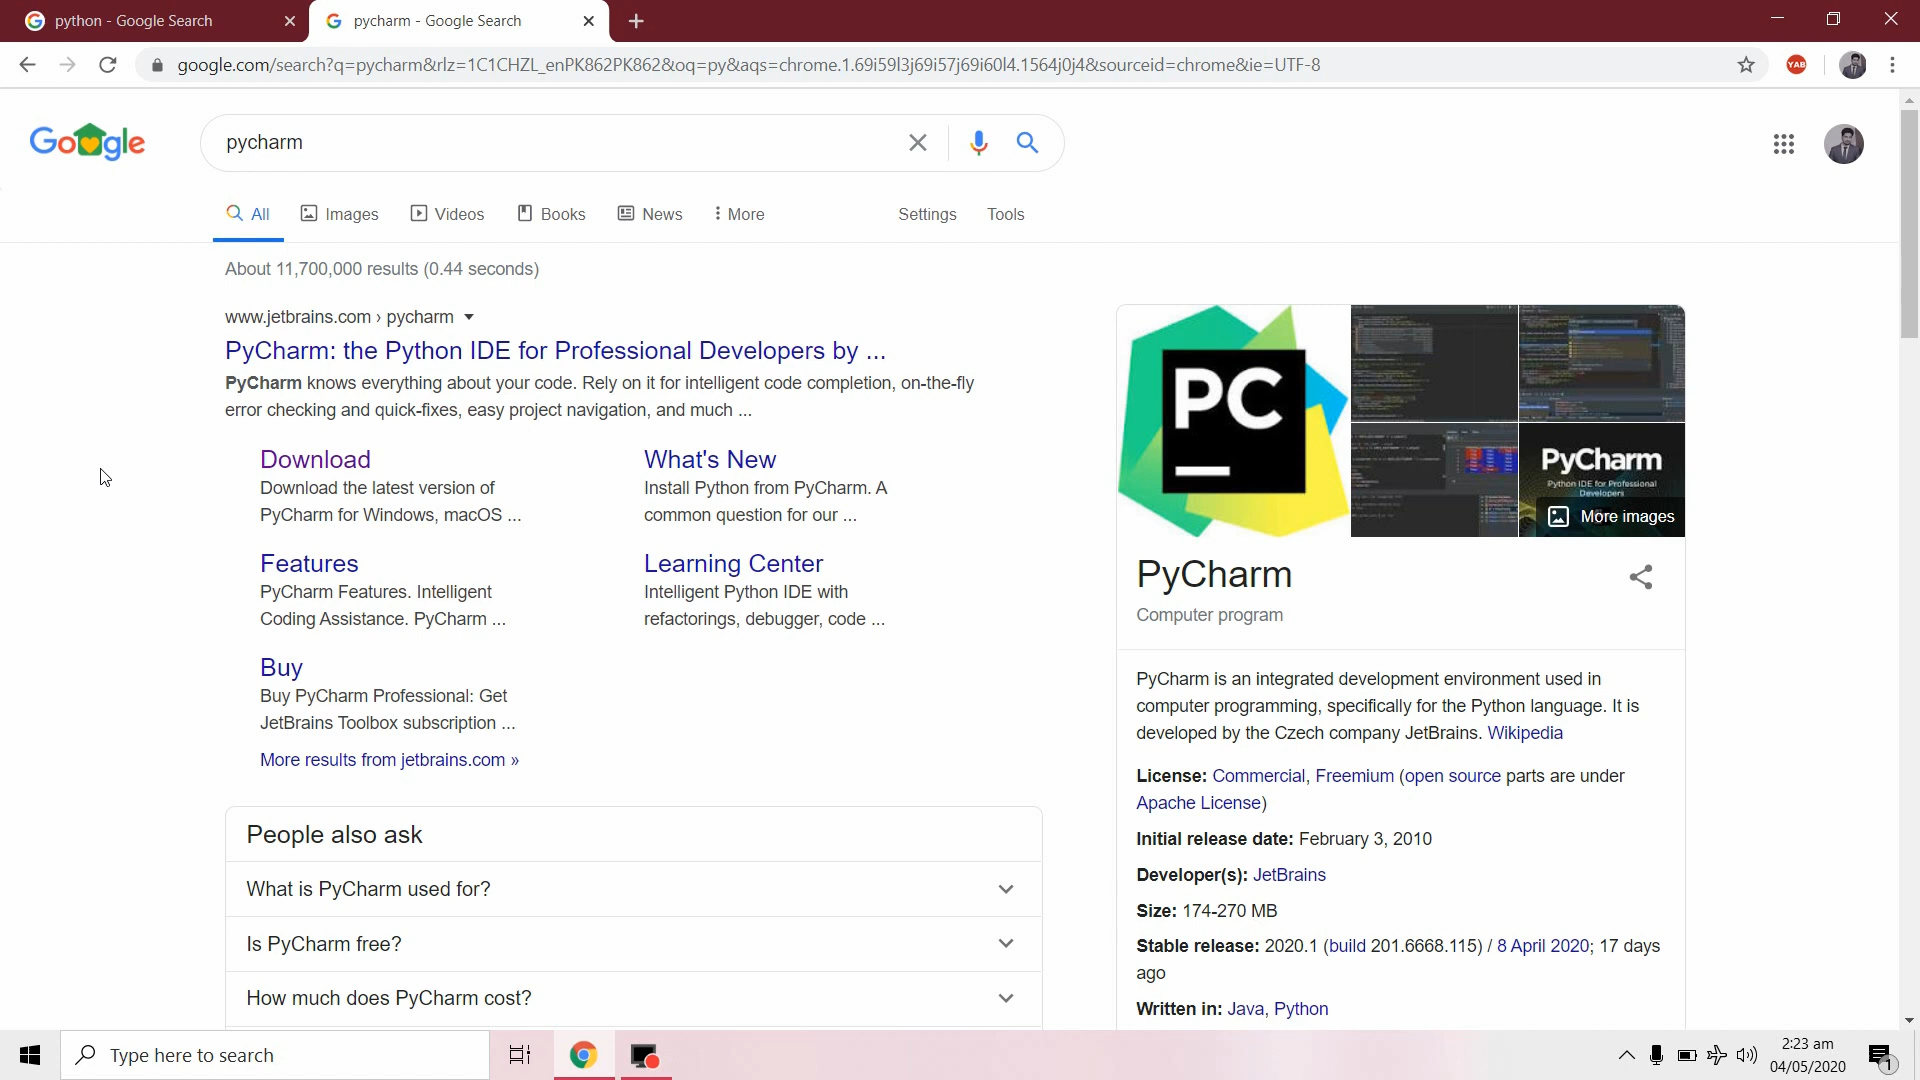 python - Google Search
pycharm - Google Search
google.com/search?q=pycharm&rlz=1C1CHZL_enPK862PK862&oq=py&aqs=chrome.1.69i59l3j69i57j69i60l4.1564j0j4&sourceid=chrome&ie=UTF-8
YAB
Google
pycharm
All
Images
Videos
Books
News
More
Settings
Tools
About 11,700,000 results (0.44 seconds)
www.jetbrains.com › pycharm
PyCharm: the Python IDE for Professional Developers by ...
PyCharm knows everything about your code. Rely on it for intelligent code completion, on-the-fly
error checking and quick-fixes, easy project navigation, and much ...
Download
Download the latest version of
PyCharm for Windows, macOS ...
What's New
Install Python from PyCharm. A
common question for our ...
Features
PyCharm Features. Intelligent
Coding Assistance. PyCharm ...
Learning Center
Intelligent Python IDE with
refactorings, debugger, code ...
Buy
Buy PyCharm Professional: Get
JetBrains Toolbox subscription ...
More results from jetbrains.com »
People also ask
What is PyCharm used for?
Is PyCharm free?
How much does PyCharm cost?
PC
PyCharm
Python IDE for Professional
Developers
More images
PyCharm
Computer program
PyCharm is an integrated development environment used in
computer programming, specifically for the Python language. It is
developed by the Czech company JetBrains. Wikipedia
License: Commercial, Freemium (open source parts are under
Apache License)
Initial release date: February 3, 2010
Developer(s): JetBrains
Size: 174-270 MB
Stable release: 2020.1 (build 201.6668.115) / 8 April 2020; 17 days
ago
Written in: Java, Python
Type here to search
2:23 am
04/05/2020
1